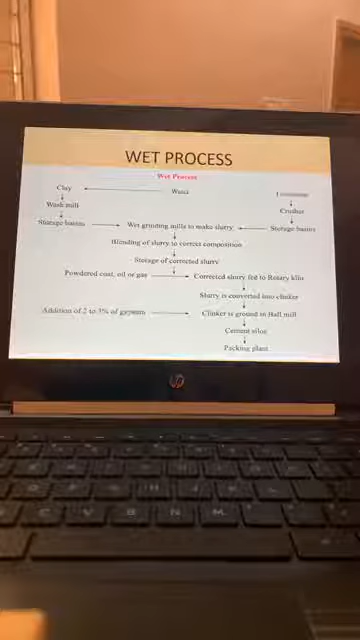 WET PROCESS
Wet Process
Clay Water Limestone
Wash mill Crusher
Storage basins Wet grinding mills to make slurry Storage basins
Blending of slurry to correct composition
Storage of corrected slurry
Powdered coal, oil or gas Corrected slurry fed to Rotary kiln
Slurry is converted into clinker
Addition of 2 to 3% of gypsum Clinker is ground in Ball mill
Cement silos
Packing plant
hp
C V B N M